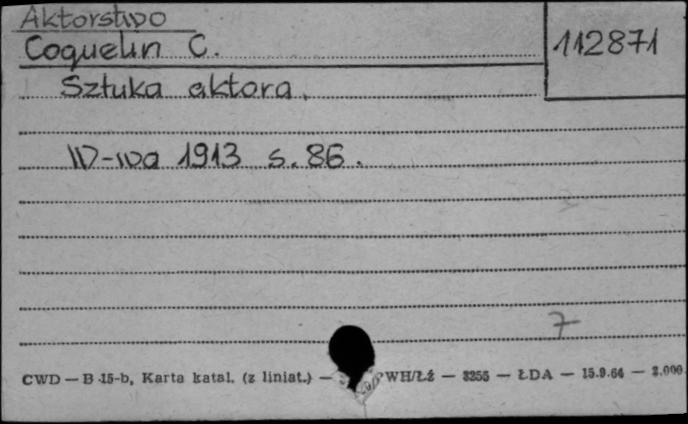 Aktorstwo
Coquelin C.
112871
Sztuka aktora.
W-wa 1913 s. 86.
7
CWD — B-15-b, Karta katal. (z liniat.) — WH/Łź — 3255 — ŁDA — 15.9.64 — 3.000